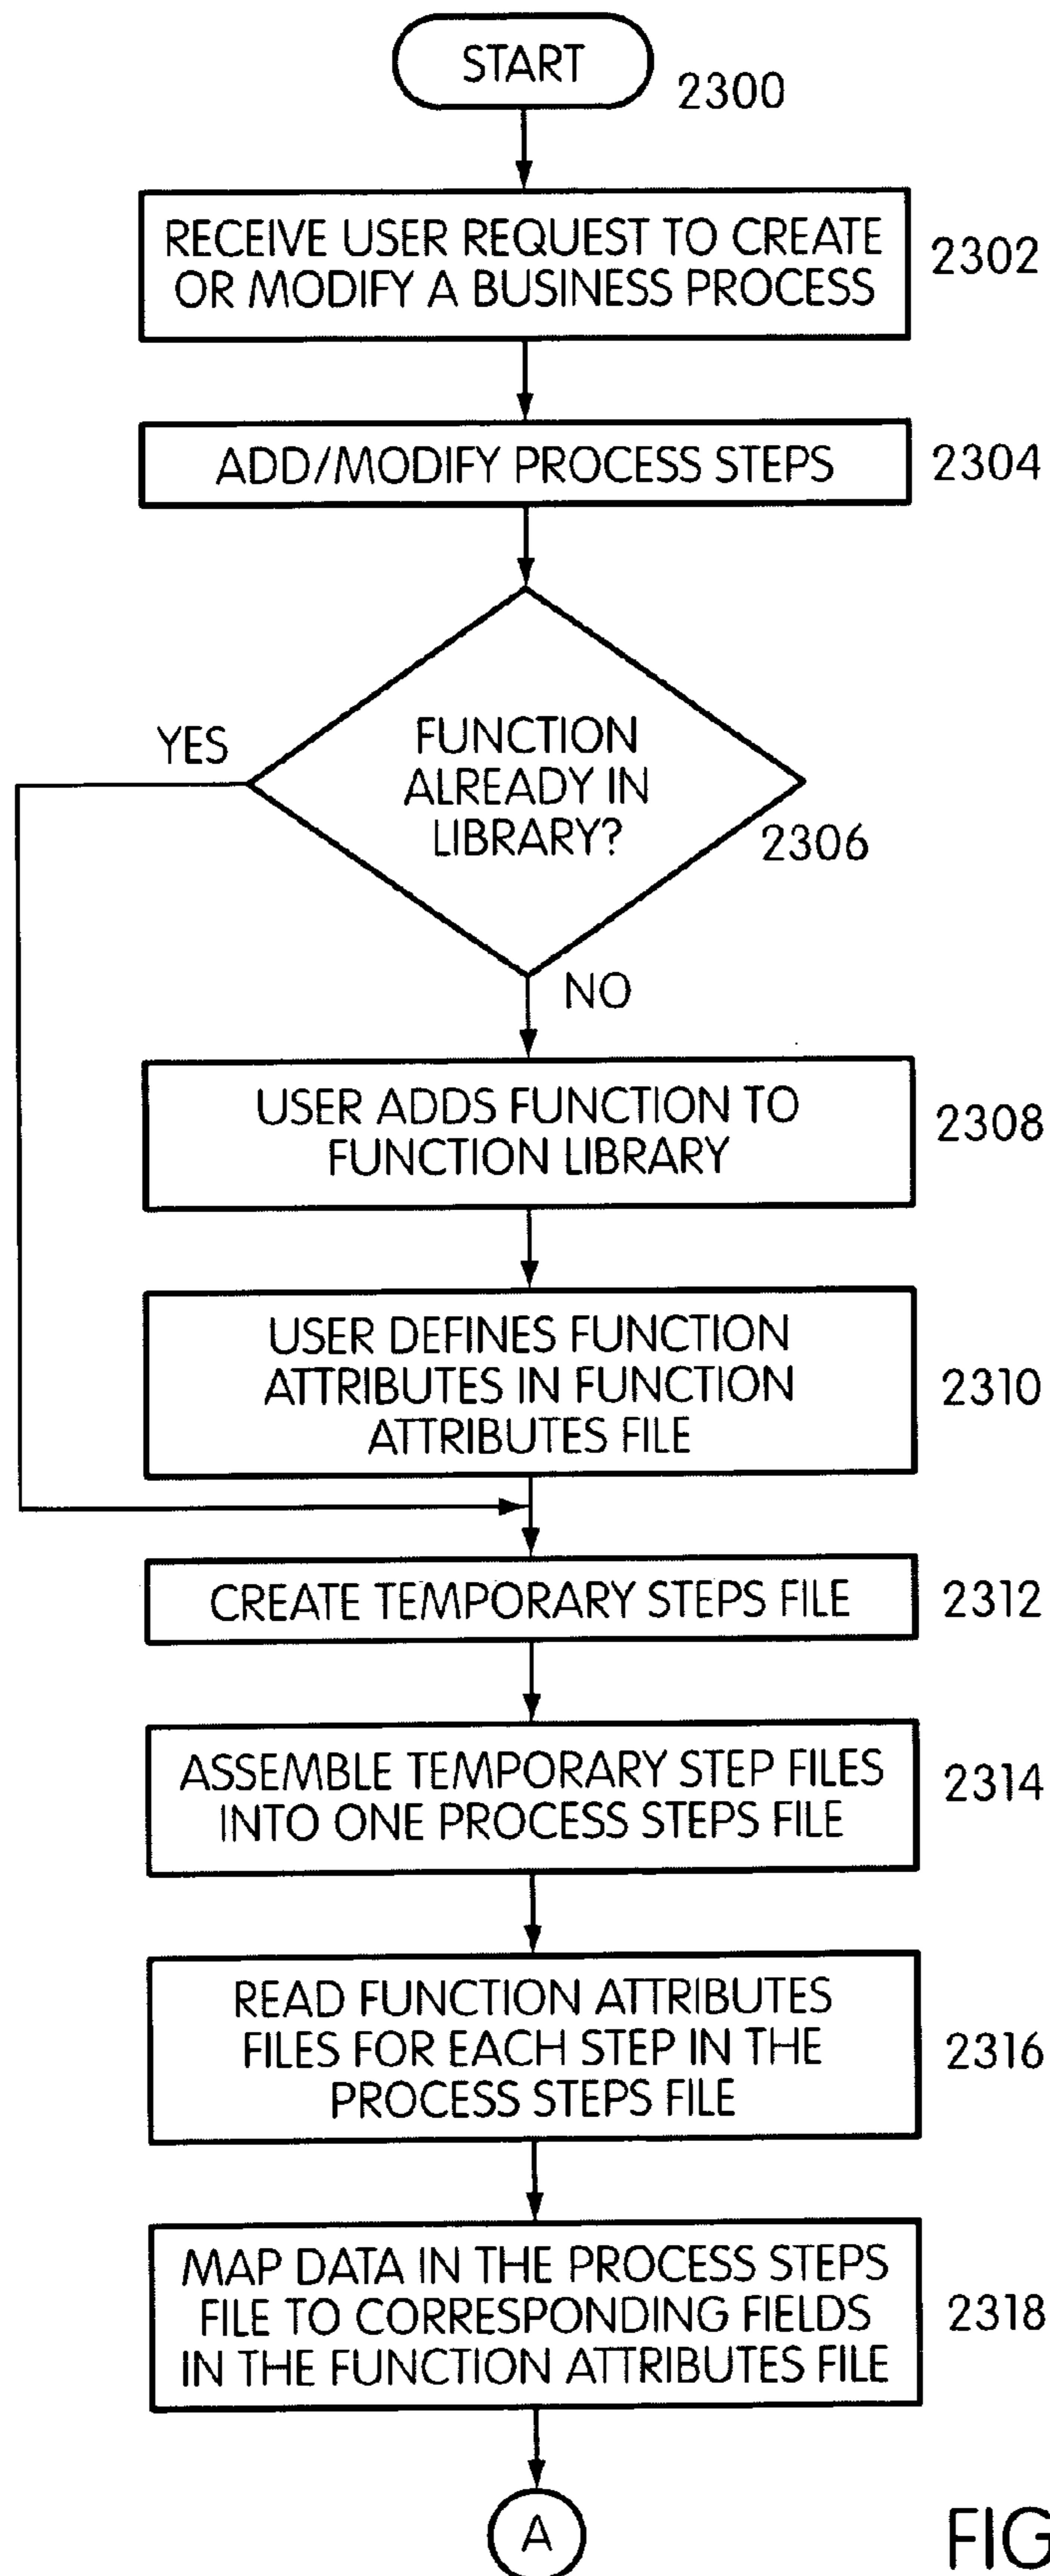 START
2300
RECEIVE USER REQUEST TO CREATE
OR MODIFY A BUSINESS PROCESS
2302
ADD/MODIFY PROCESS STEPS
2304
YES
FUNCTION
ALREADY IN
LIBRARY?
2306
NO
USER ADDS FUNCTION TO
FUNCTION LIBRARY
2308
USER DEFINES FUNCTION
ATTRIBUTES IN FUNCTION
ATTRIBUTES FILE
2310
CREATE TEMPORARY STEPS FILE
2312
ASSEMBLE TEMPORARY STEP FILES
INTO ONE PROCESS STEPS FILE
2314
READ FUNCTION ATTRIBUTES
FILES FOR EACH STEP IN THE
PROCESS STEPS FILE
2316
MAP DATA IN THE PROCESS STEPS
FILE TO CORRESPONDING FIELDS
IN THE FUNCTION ATTRIBUTES FILE
2318
A
FIG